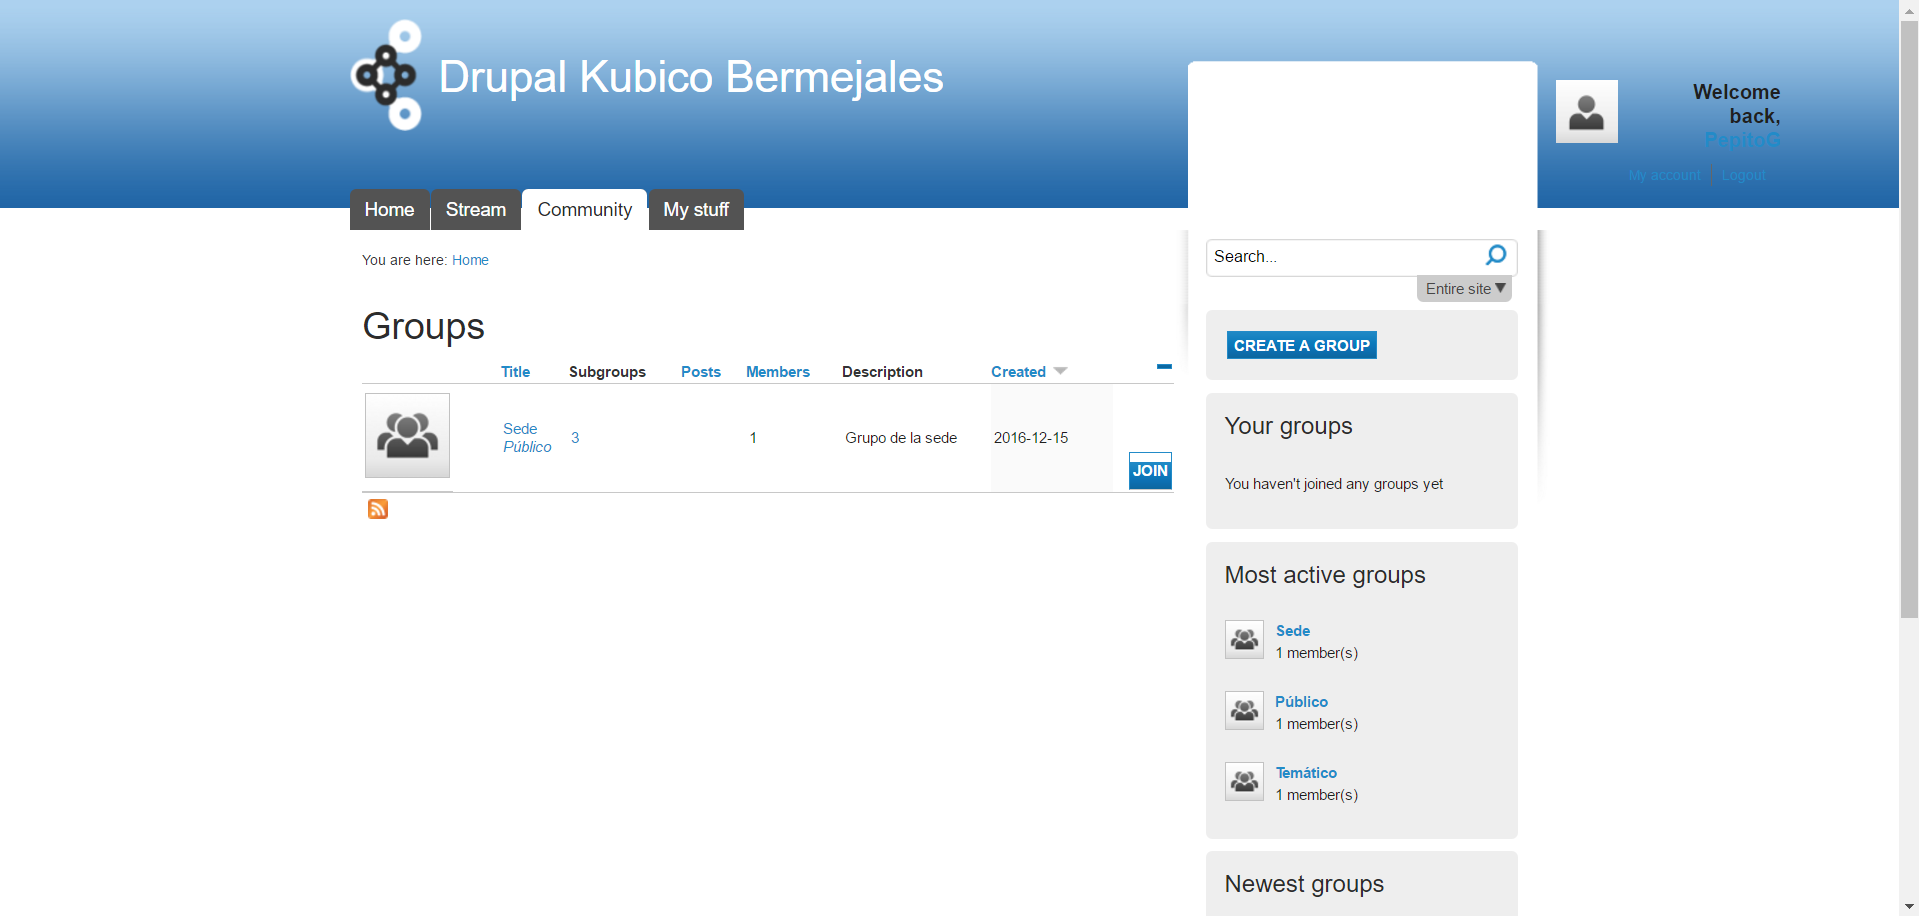 Drupal Kubico Bermejales
Welcome
back,
PepitoG
My account
Logout
Home
Stream
Community
My stuff
You are here: Home
Search...
Entire site ▼
Groups
Title Subgroups Posts Members Description Created
Sede
Público
3
1
Grupo de la sede
2016-12-15
JOIN
CREATE A GROUP
Your groups
You haven't joined any groups yet
Most active groups
Sede
1 member(s)
Público
1 member(s)
Temático
1 member(s)
Newest groups